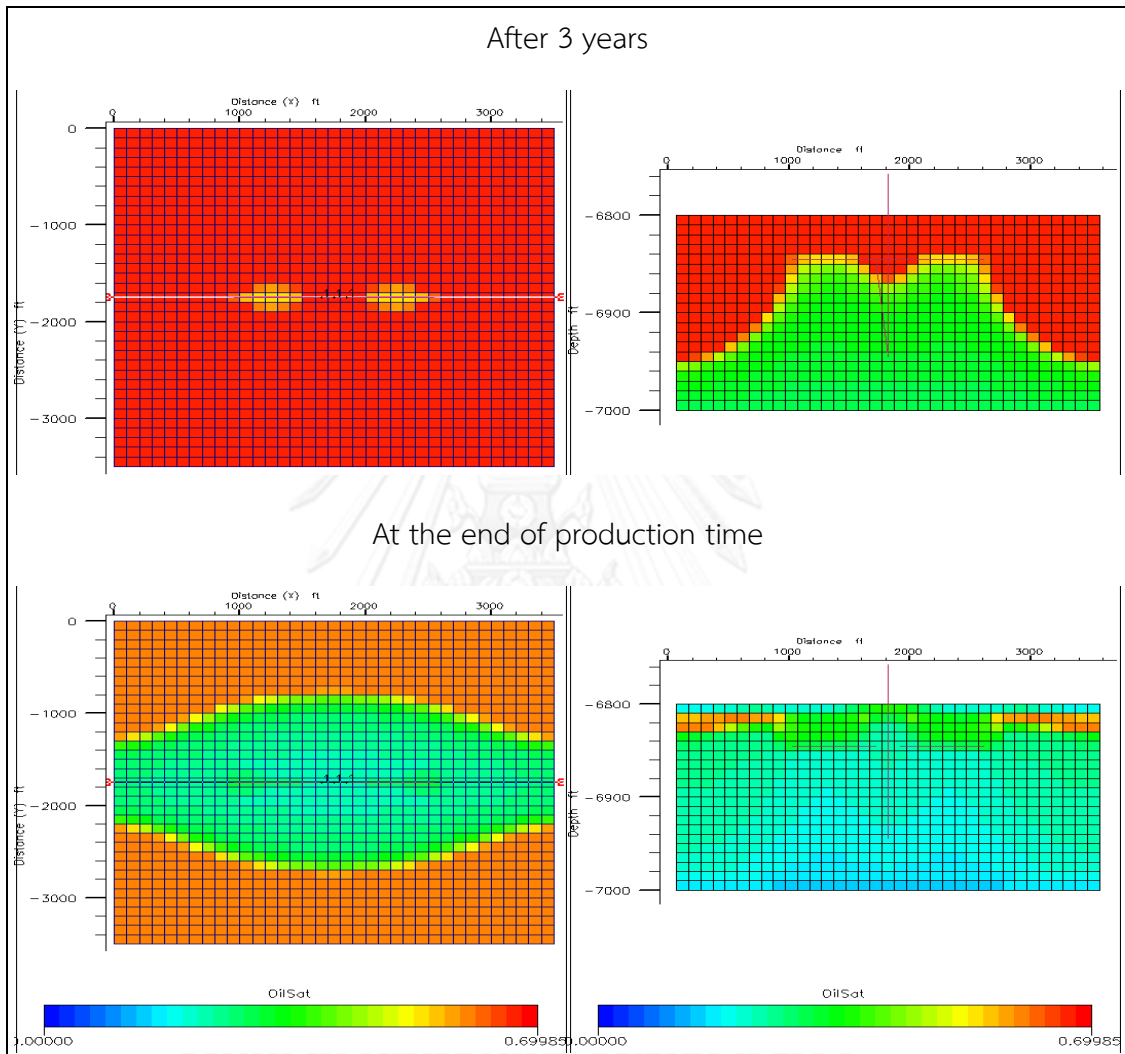 After 3 years
Distance (X) ft
0 1000 2000 3000
Distance (Y) ft
0
-1000
-2000
-3000
Distance ft
0 1000 2000 3000
Depth ft
-6800
-6900
-7000
At the end of production time
Distance (X) ft
0 1000 2000 3000
Distance (Y) ft
0
-1000
-2000
-3000
Distance ft
0 1000 2000 3000
Depth ft
-6800
-6900
-7000
OilSat
0.00000 0.69985
OilSat
0.00000 0.69985